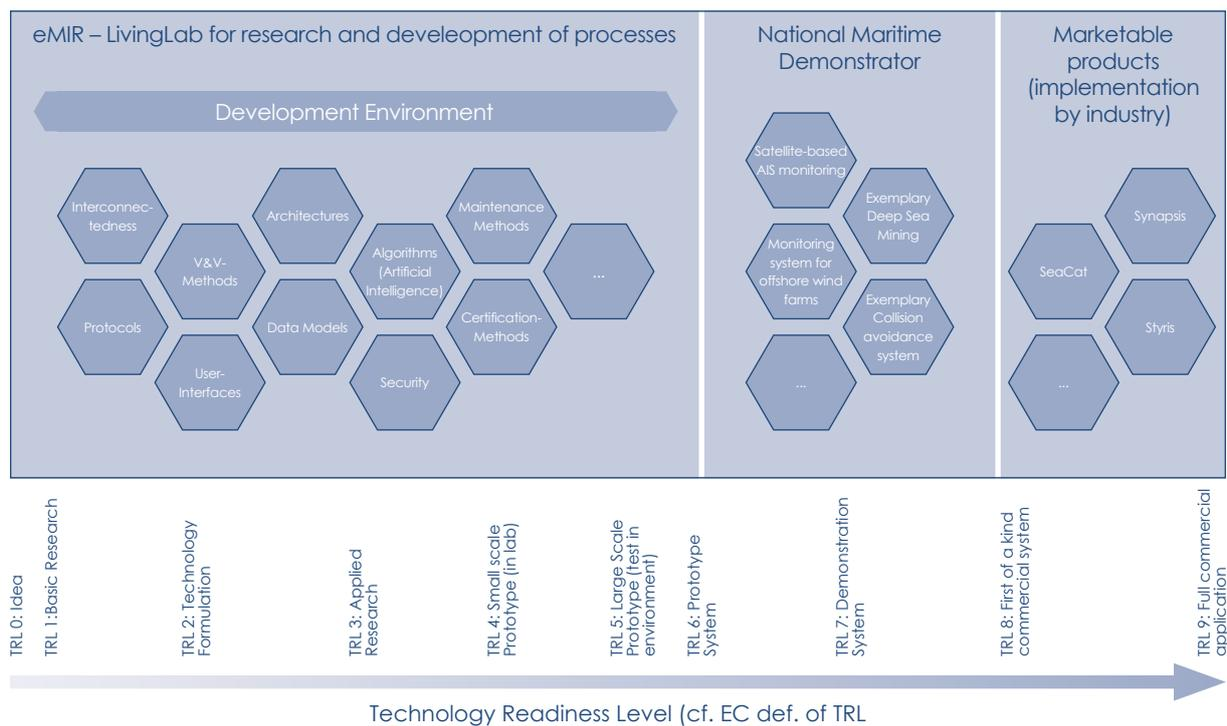 eMIR – LivingLab for research and develeopment of processes
Development Environment
Interconnec-
tedness
Architectures
Maintenance
Methods
V&V-
Methods
Algorithms
(Artificial
Intelligence)
...
Protocols
Data Models
Certification-
Methods
User-
Interfaces
Security
National Maritime
Demonstrator
Satellite-based
AIS monitoring
Exemplary
Deep Sea
Mining
Monitoring
system for
offshore wind
farms
Exemplary
Collision
avoidance
system
...
Marketable
products
(implementation
by industry)
Synapsis
SeaCat
Styris
...
TRL 0: Idea
TRL 1:Basic Research
TRL 2: Technology
Formulation
TRL 3: Applied
Research
TRL 4: Small scale
Prototype (in lab)
TRL 5: Large Scale
Prototype (test in
environment)
TRL 6: Prototype
System
TRL 7: Demonstration
System
TRL 8: First of a kind
commercial system
TRL 9: Full commercial
application
Technology Readiness Level (cf. EC def. of TRL